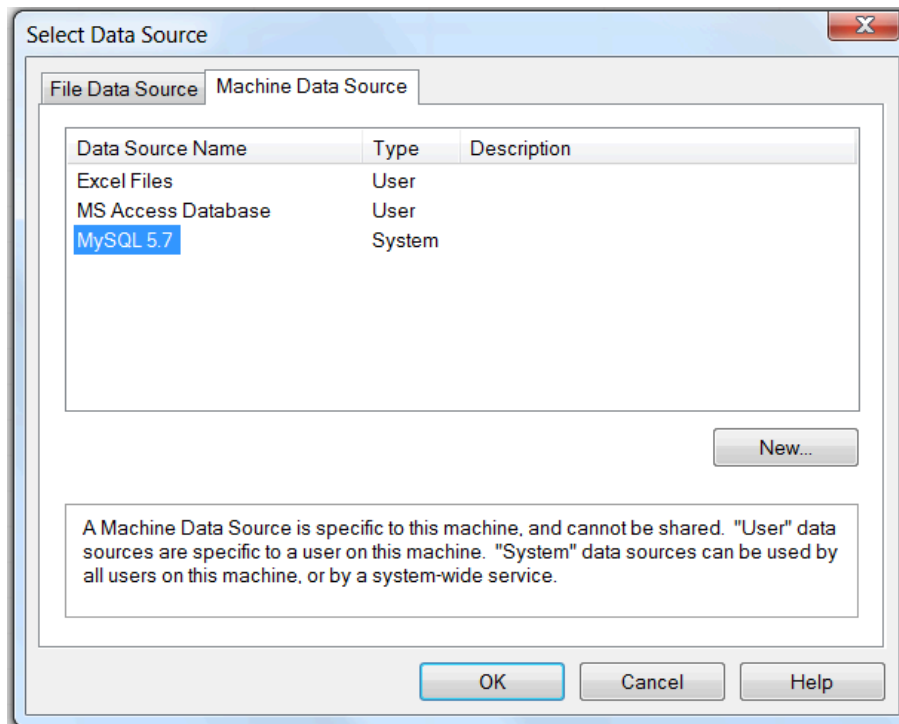 Select Data Source
X
File Data Source Machine Data Source
Data Source Name Type Description
Excel Files User
MS Access Database User
MySQL 5.7 System
New...
A Machine Data Source is specific to this machine, and cannot be shared. "User" data
sources are specific to a user on this machine. "System" data sources can be used by
all users on this machine, or by a system-wide service.
OK Cancel Help